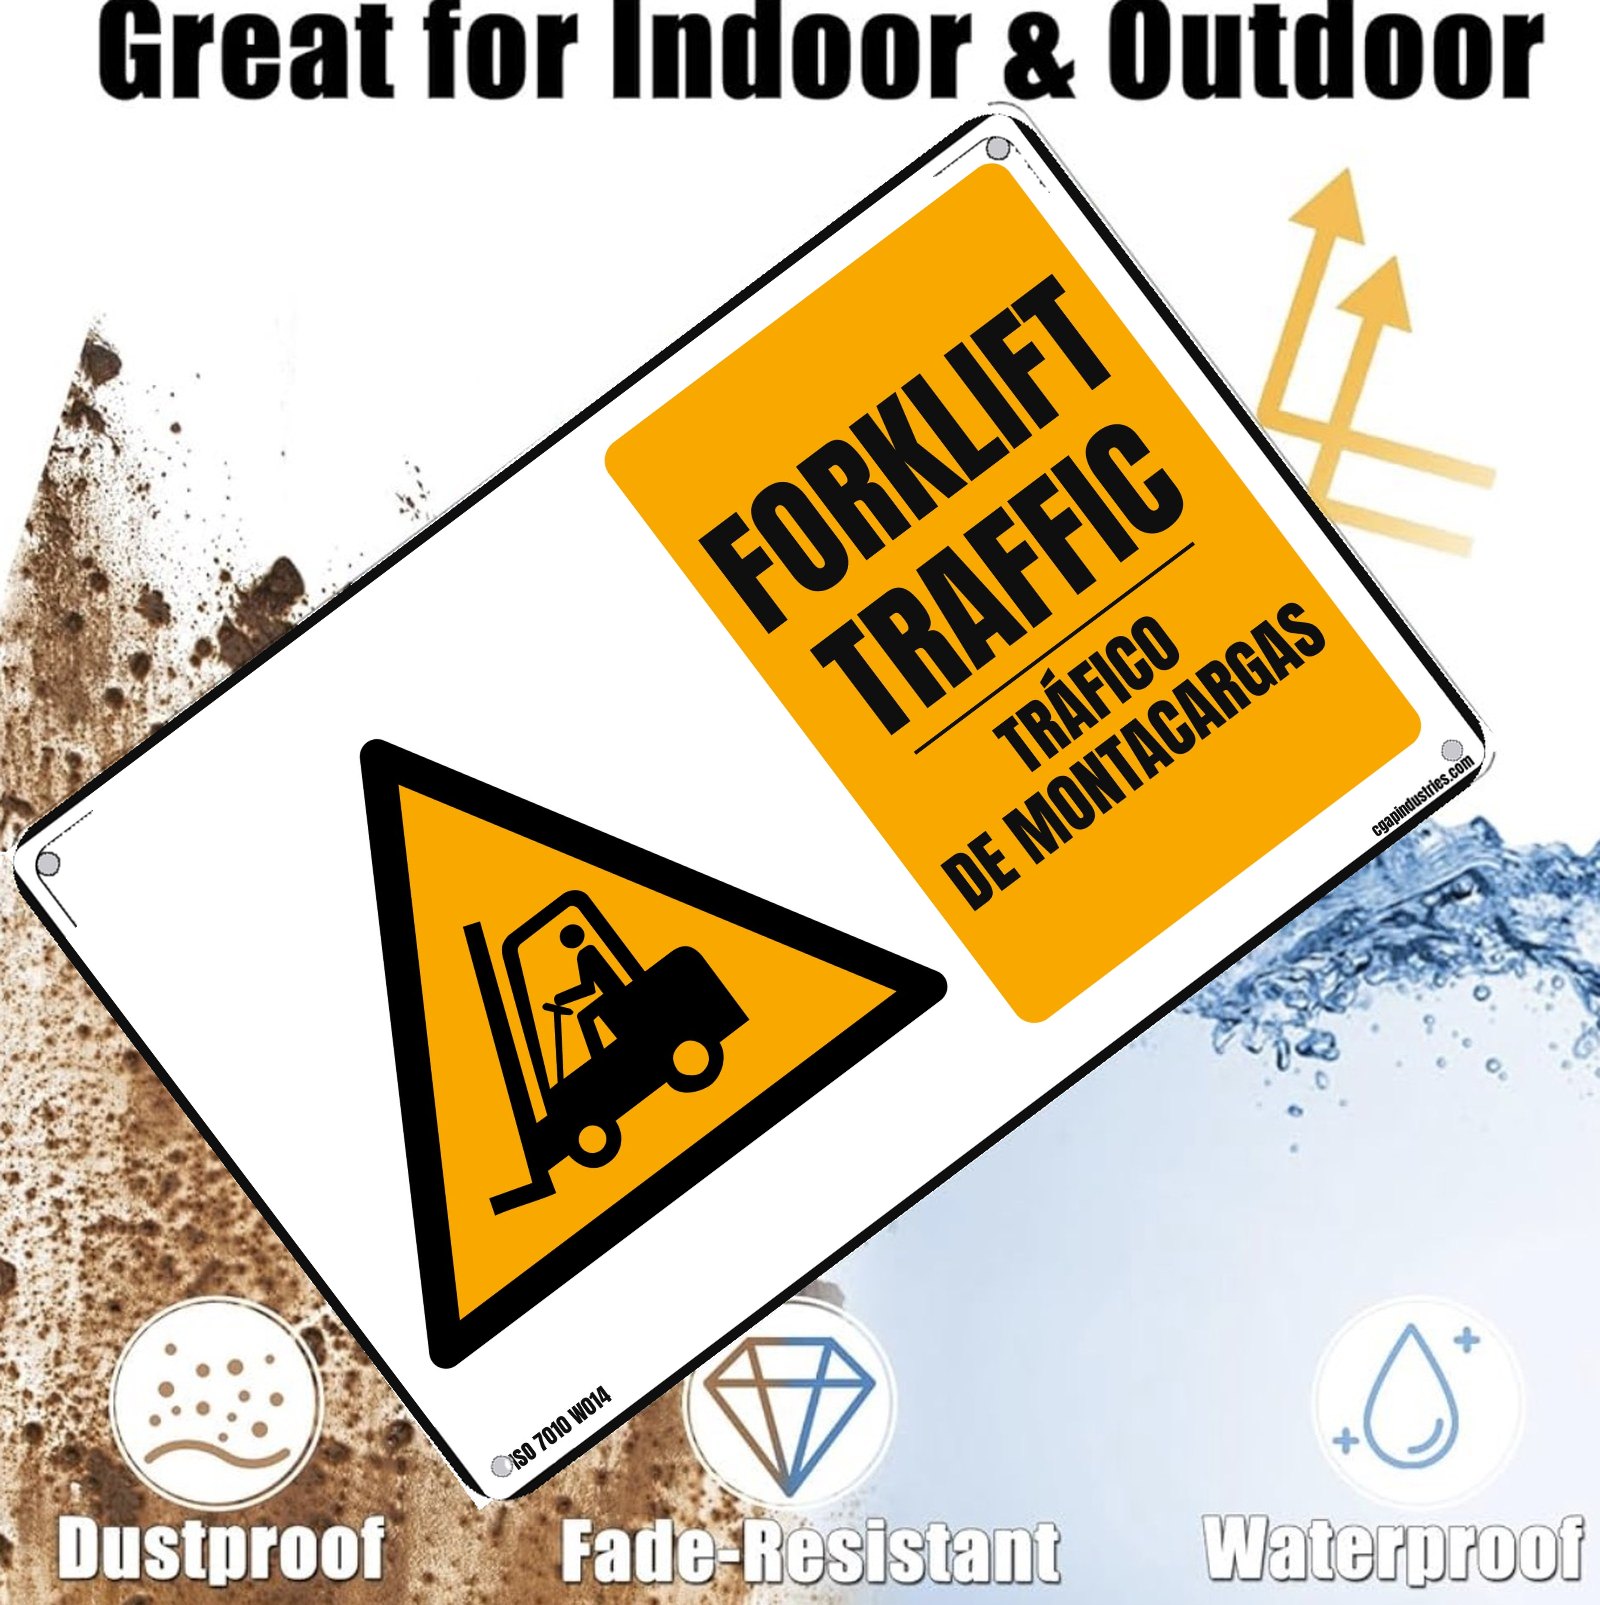 Great for Indoor & Outdoor
FORKLIFT
TRAFFIC
TRÁFICO
DE MONTACARGAS
cgapindustries.com
ISO 7010 W014
Dustproof
Fade-Resistant
Waterproof